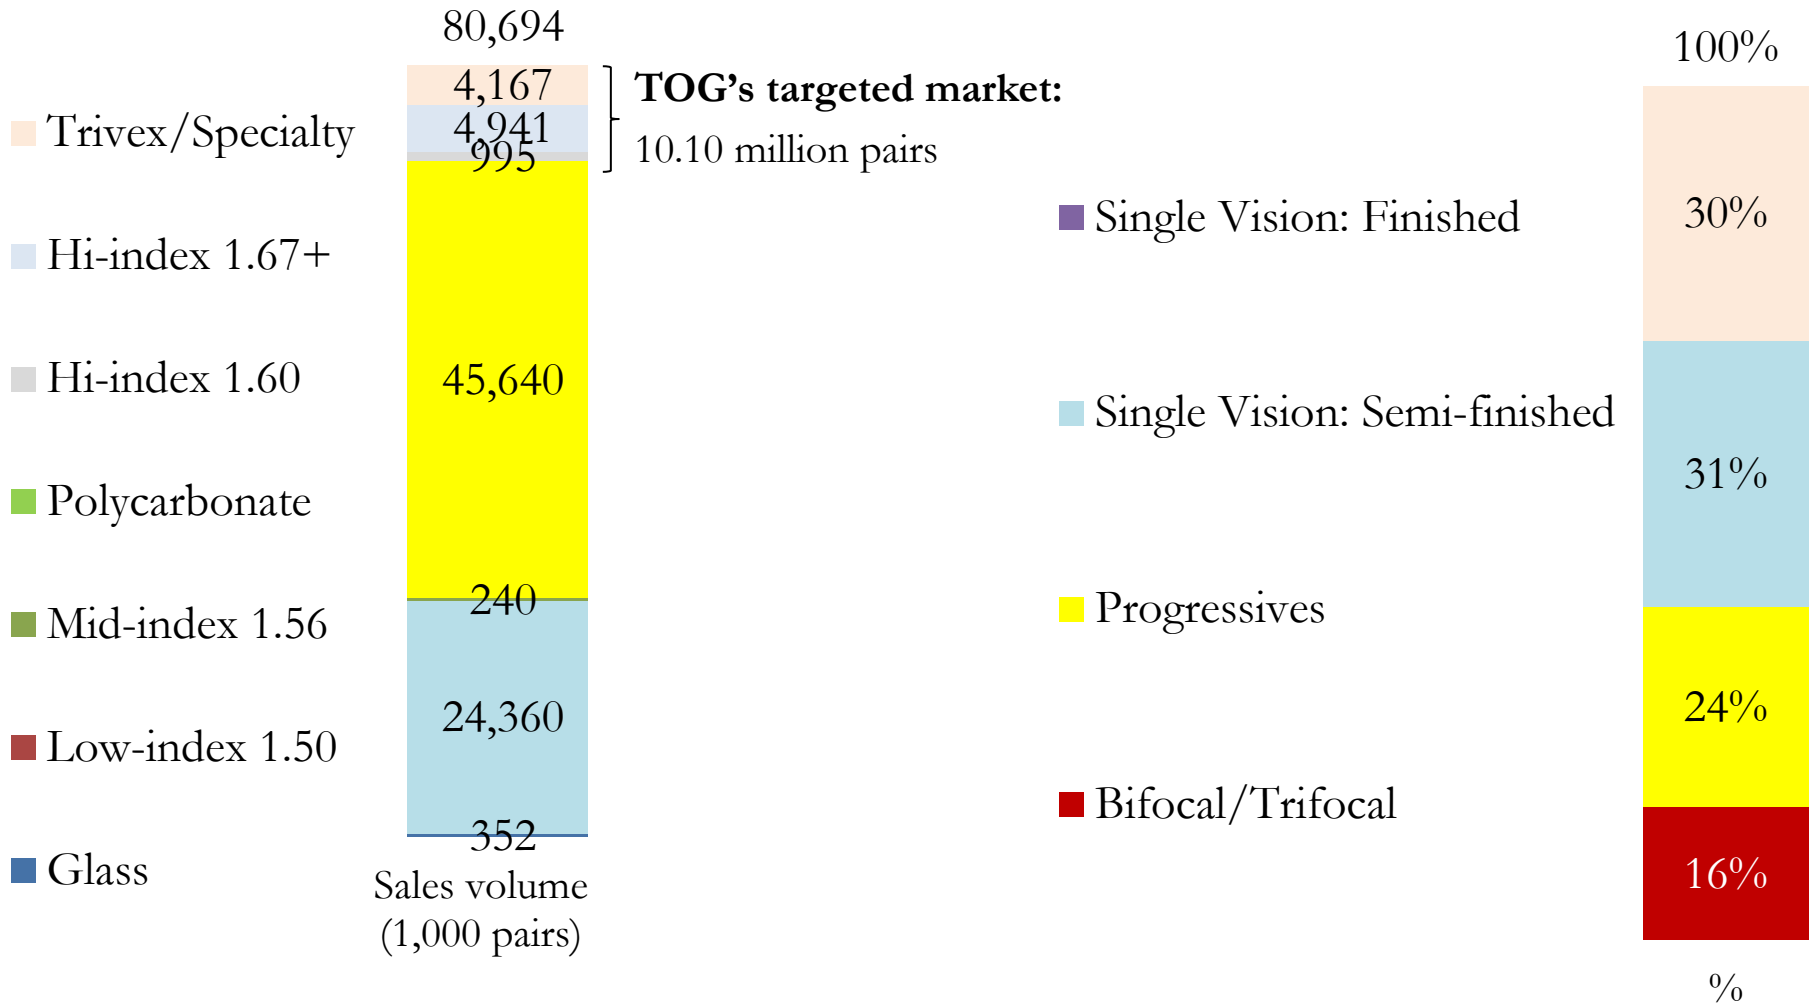 80,694
4,167
4,941
995
45,640
240
24,360
352
Sales volume
(1,000 pairs)
Trivex/Specialty
Hi-index 1.67+
Hi-index 1.60
Polycarbonate
Mid-index 1.56
Low-index 1.50
Glass
TOG’s targeted market:
10.10 million pairs
Single Vision: Finished
Single Vision: Semi-finished
Progressives
Bifocal/Trifocal
100%
30%
31%
24%
16%
%